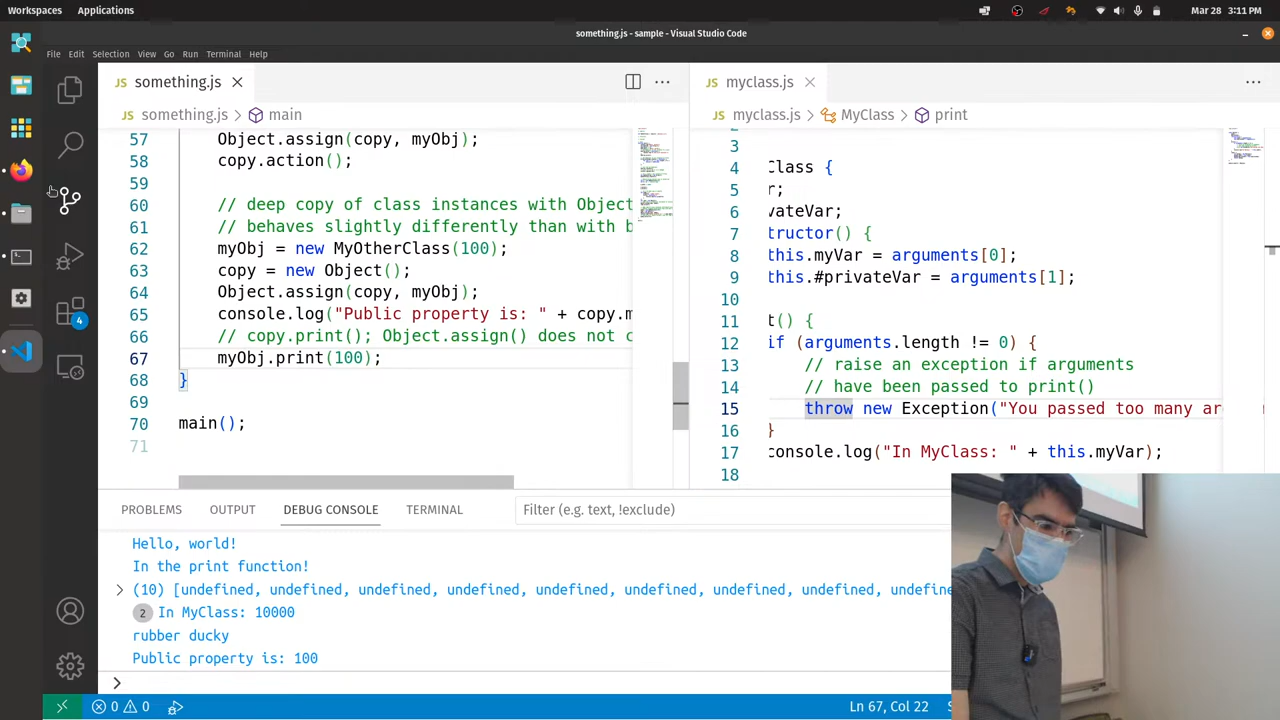 Workspaces Applications Mar 28 3:11 PM
something.js - sample - Visual Studio Code
File Edit Selection View Go Run Terminal Help
JS something.js
JS something.js > main
57 Object.assign(copy, myObj);
58 copy.action();
59
60 // deep copy of class instances with Object
61 // behaves slightly differently than with b
62 myObj = new MyOtherClass(100);
63 copy = new Object();
64 Object.assign(copy, myObj);
65 console.log("Public property is: " + copy.m
66 // copy.print(); Object.assign() does not c
67 myObj.print(100);
68 }
69
70 main();
71
JS myclass.js
JS myclass.js > MyClass > print
3
4 Class {
5 r;
6 vateVar;
7 tructor() {
8 this.myVar = arguments[0];
9 this.#privateVar = arguments[1];
10
11 t() {
12 if (arguments.length != 0) {
13 // raise an exception if arguments
14 // have been passed to print()
15 throw new Exception("You passed too many ar
16 }
17 console.log("In MyClass: " + this.myVar);
18
4
PROBLEMS OUTPUT DEBUG CONSOLE TERMINAL Filter (e.g. text, !exclude)
Hello, world!
In the print function!
(10) [undefined, undefined, undefined, undefined, undefined, undefined, undefined, undefined, undefine
2 In MyClass: 10000
rubber ducky
Public property is: 100
0 0 Ln 67, Col 22